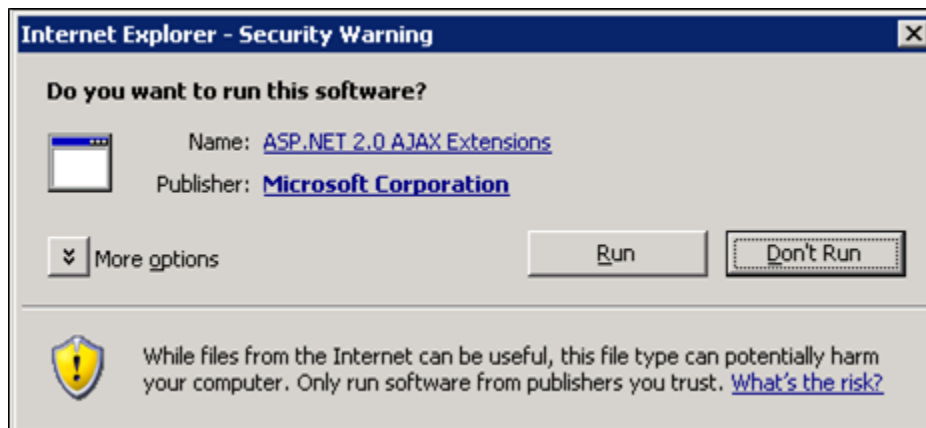 Internet Explorer - Security Warning
Do you want to run this software?
Name: ASP.NET 2.0 AJAX Extensions
Publisher: Microsoft Corporation
More options
Run
Don't Run
While files from the Internet can be useful, this file type can potentially harm
your computer. Only run software from publishers you trust. What's the risk?